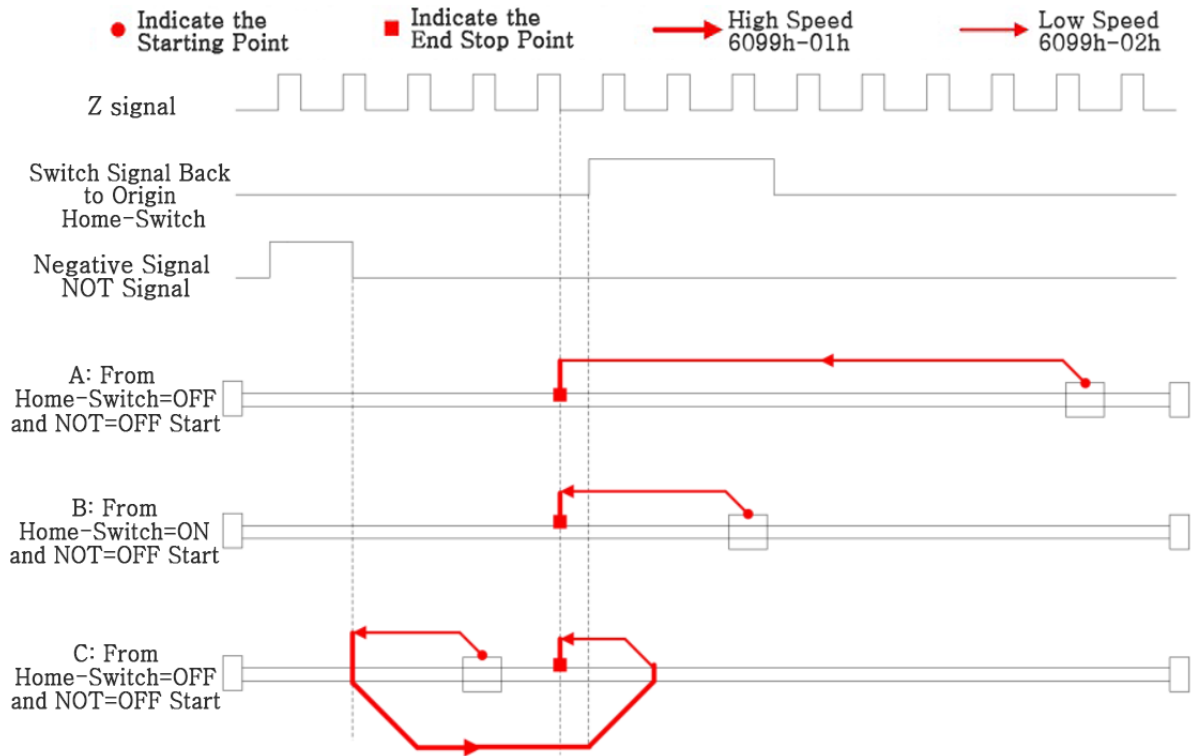 Indicate the
Starting Point
Indicate the
End Stop Point
High Speed
6099h-01h
Low Speed
6099h-02h
Z signal
Switch Signal Back
to Origin
Home-Switch
Negative Signal
NOT Signal
A: From
Home-Switch=OFF
and NOT=OFF Start
B: From
Home-Switch=ON
and NOT=OFF Start
C: From
Home-Switch=OFF
and NOT=OFF Start